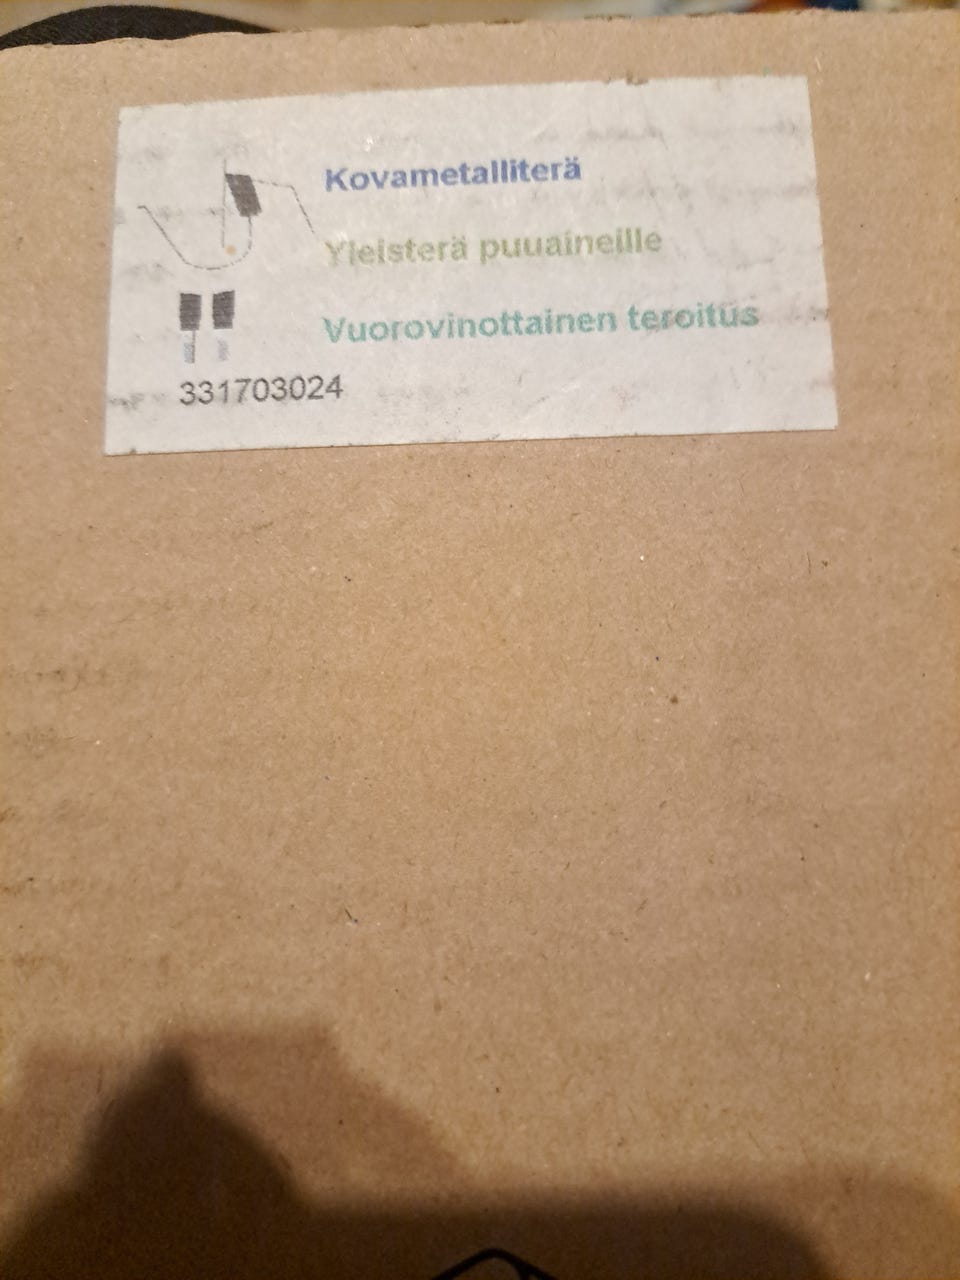 Kovametalliterä
Yleisterä puuaineille
Vuorovinottainen teroitus
331703024